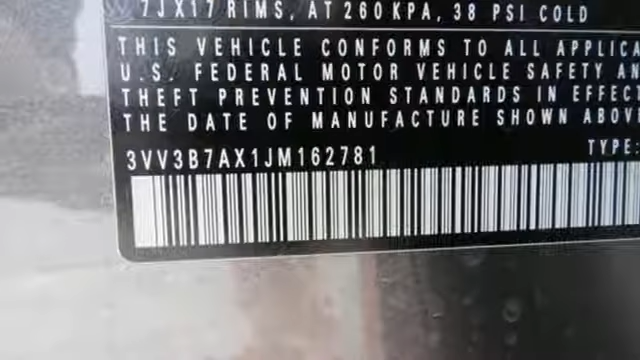 7JX17 RIMS, AT 260 KPA, 38 PSI COLD
THIS VEHICLE CONFORMS TO ALL APPLICA
U.S. FEDERAL MOTOR VEHICLE SAFETY AN
THEFT PREVENTION STANDARDS IN EFFECT
THE DATE OF MANUFACTURE SHOWN ABOVE
3VV3B7AX1JM162781 TYPE: